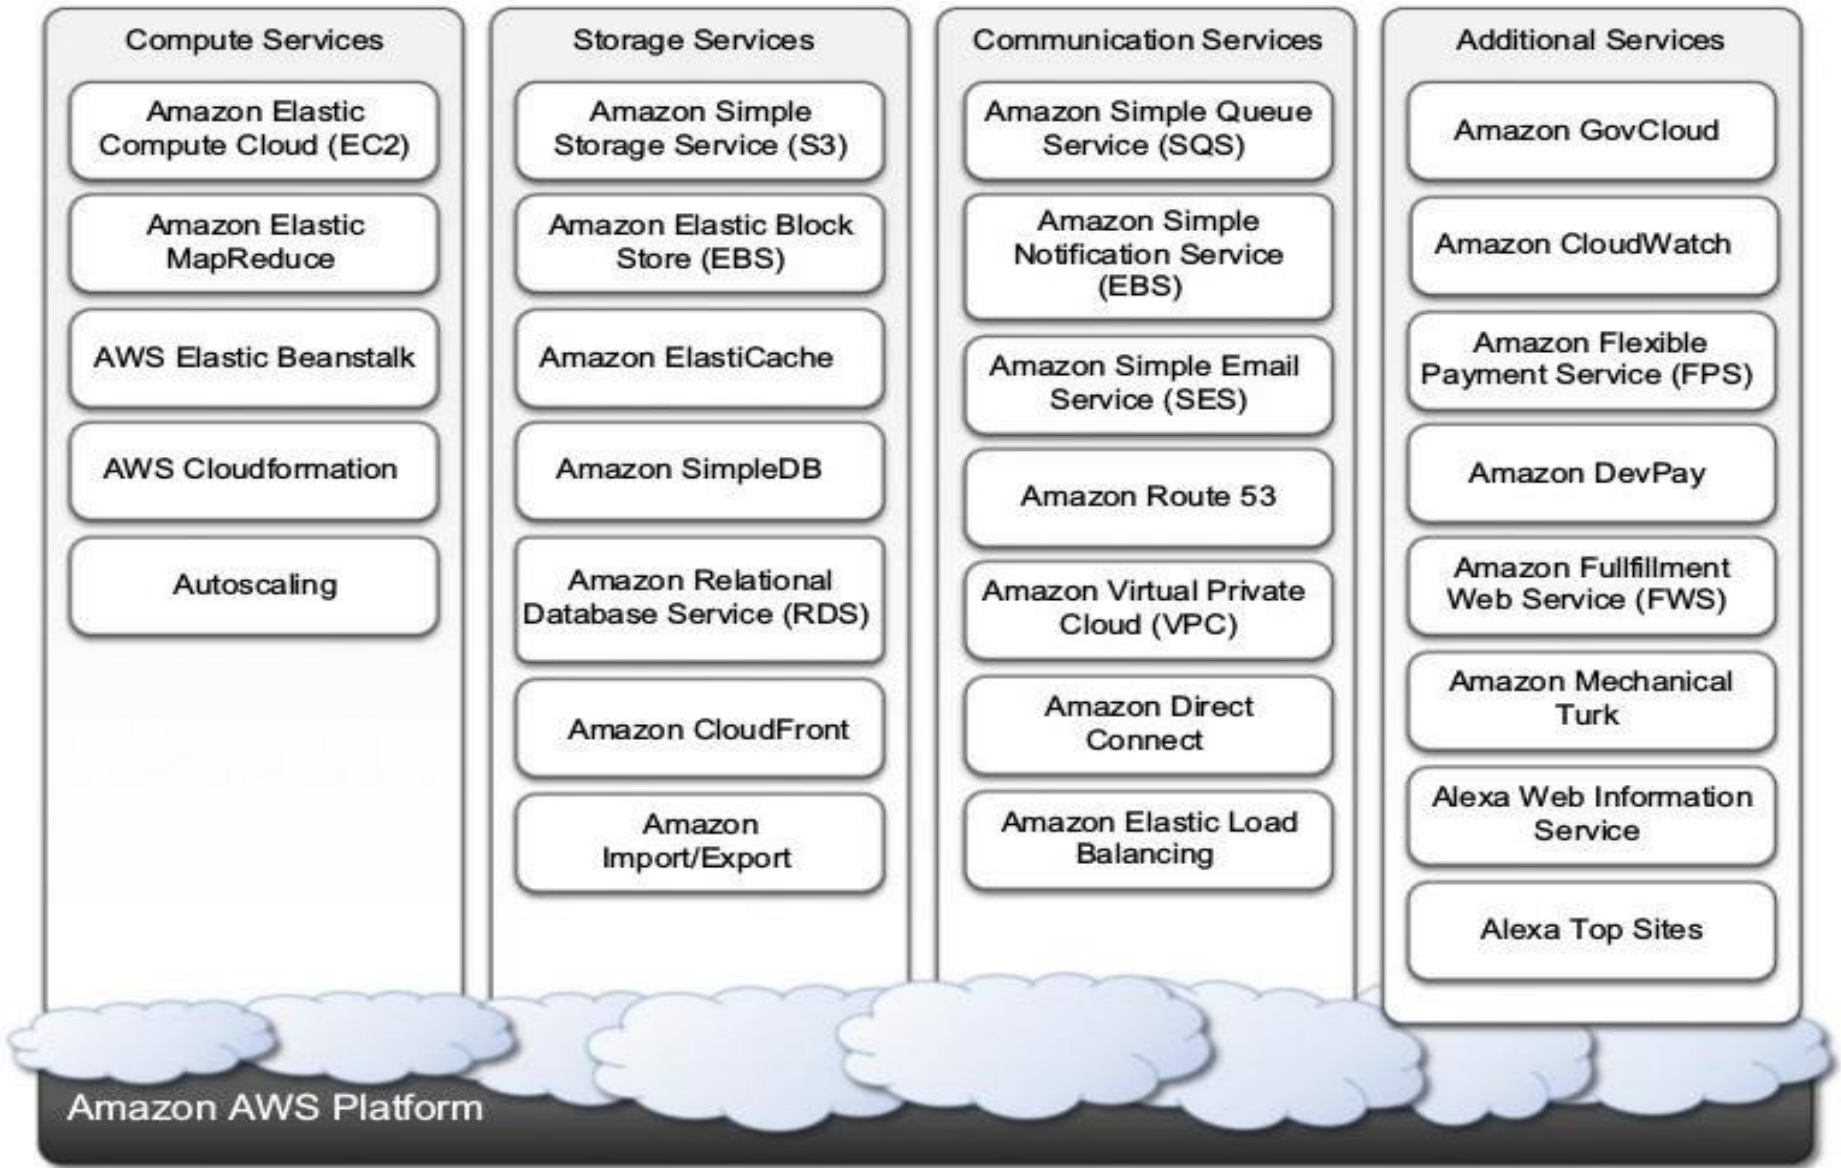 Compute Services
Amazon Elastic
Compute Cloud (EC2)
Amazon Elastic
MapReduce
AWS Elastic Beanstalk
AWS Cloudformation
Autoscaling
Storage Services
Amazon Simple
Storage Service (S3)
Amazon Elastic Block
Store (EBS)
Amazon ElastiCache
Amazon SimpleDB
Amazon Relational
Database Service (RDS)
Amazon CloudFront
Amazon
Import/Export
Communication Services
Amazon Simple Queue
Service (SQS)
Amazon Simple
Notification Service
(EBS)
Amazon Simple Email
Service (SES)
Amazon Route 53
Amazon Virtual Private
Cloud (VPC)
Amazon Direct
Connect
Amazon Elastic Load
Balancing
Additional Services
Amazon GovCloud
Amazon CloudWatch
Amazon Flexible
Payment Service (FPS)
Amazon DevPay
Amazon Fullfillment
Web Service (FWS)
Amazon Mechanical
Turk
Alexa Web Information
Service
Alexa Top Sites
Amazon AWS Platform